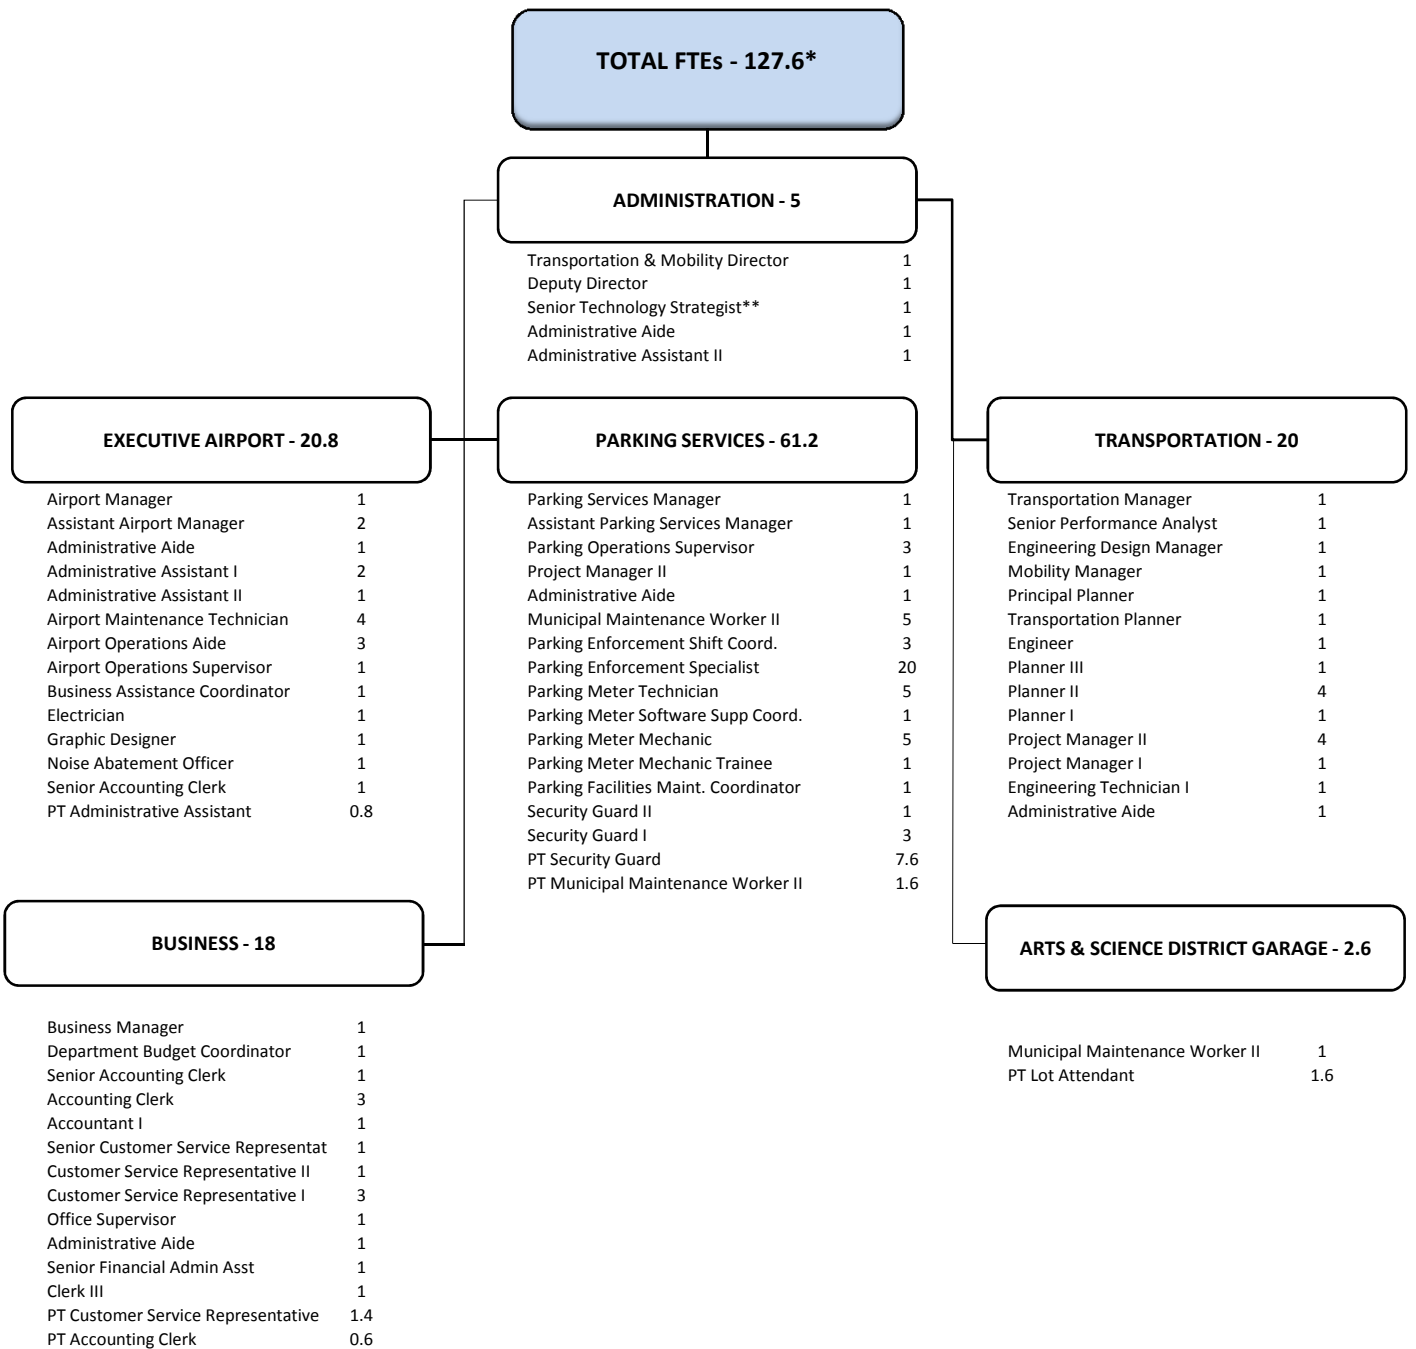 TOTAL FTEs - 127.6*
ADMINISTRATION - 5
Transportation & Mobility Director 1
Deputy Director 1
Senior Technology Strategist** 1
Administrative Aide 1
Administrative Assistant II 1
EXECUTIVE AIRPORT - 20.8
Airport Manager 1
Assistant Airport Manager 2
Administrative Aide 1
Administrative Assistant I 2
Administrative Assistant II 1
Airport Maintenance Technician 4
Airport Operations Aide 3
Airport Operations Supervisor 1
Business Assistance Coordinator 1
Electrician 1
Graphic Designer 1
Noise Abatement Officer 1
Senior Accounting Clerk 1
PT Administrative Assistant 0.8
PARKING SERVICES - 61.2
Parking Services Manager 1
Assistant Parking Services Manager 1
Parking Operations Supervisor 3
Project Manager II 1
Administrative Aide 1
Municipal Maintenance Worker II 5
Parking Enforcement Shift Coord. 3
Parking Enforcement Specialist 20
Parking Meter Technician 5
Parking Meter Software Supp Coord. 1
Parking Meter Mechanic 5
Parking Meter Mechanic Trainee 1
Parking Facilities Maint. Coordinator 1
Security Guard II 1
Security Guard I 3
PT Security Guard 7.6
PT Municipal Maintenance Worker II 1.6
TRANSPORTATION - 20
Transportation Manager 1
Senior Performance Analyst 1
Engineering Design Manager 1
Mobility Manager 1
Principal Planner 1
Transportation Planner 1
Engineer 1
Planner III 1
Planner II 4
Planner I 1
Project Manager II 4
Project Manager I 1
Engineering Technician I 1
Administrative Aide 1
BUSINESS - 18
Business Manager 1
Department Budget Coordinator 1
Senior Accounting Clerk 1
Accounting Clerk 3
Accountant I 1
Senior Customer Service Representat 1
Customer Service Representative II 1
Customer Service Representative I 3
Office Supervisor 1
Administrative Aide 1
Senior Financial Admin Asst 1
Clerk III 1
PT Customer Service Representative 1.4
PT Accounting Clerk 0.6
ARTS & SCIENCE DISTRICT GARAGE - 2.6
Municipal Maintenance Worker II 1
PT Lot Attendant 1.6